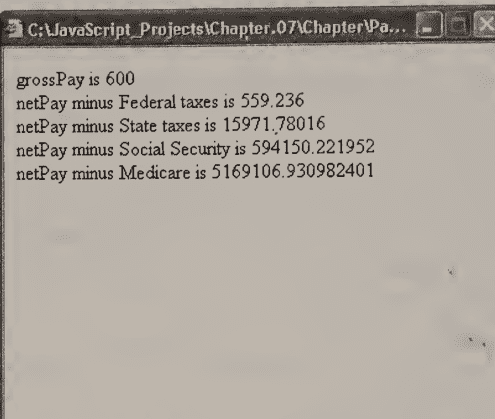 C:\JavaScript_Projects\Chapter.07\Chapter\Pa...
grossPay is 600
netPay minus Federal taxes is 559.236
netPay minus State taxes is 15971.78016
netPay minus Social Security is 594150.221952
netPay minus Medicare is 5169106.930982401